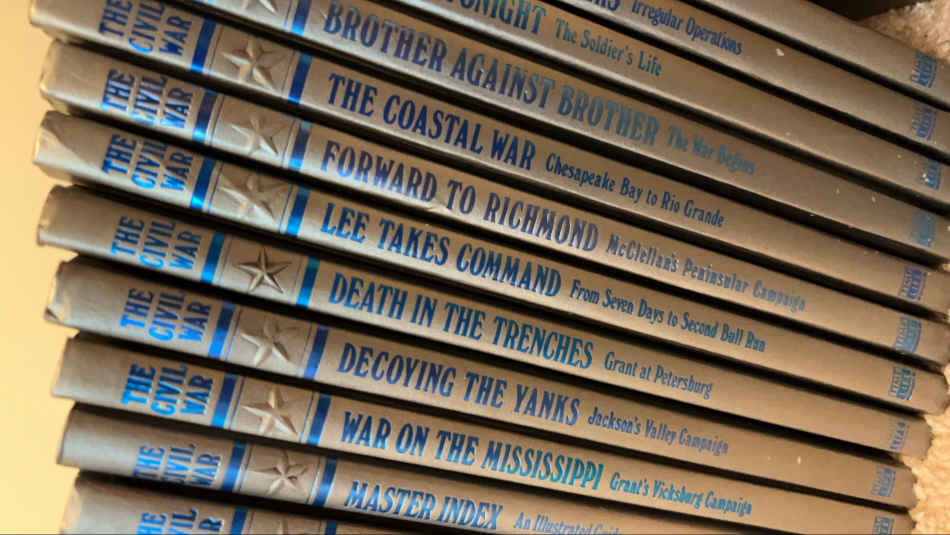 Irregular Operations
TONIGHT The Soldier's Life
THE CIVIL WAR BROTHER AGAINST BROTHER The War Begins
THE CIVIL WAR THE COASTAL WAR Chesapeake Bay to Rio Grande
THE CIVIL WAR FORWARD TO RICHMOND McClellan's Peninsular Campaign
THE CIVIL WAR LEE TAKES COMMAND From Seven Days to Second Bull Run
THE CIVIL WAR DEATH IN THE TRENCHES Grant at Petersburg
THE CIVIL WAR DECOYING THE YANKS Jackson's Valley Campaign
THE CIVIL WAR WAR ON THE MISSISSIPPI Grant's Vicksburg Campaign
THE CIVIL WAR MASTER INDEX An Illustrated Guide
THE CIVIL WAR